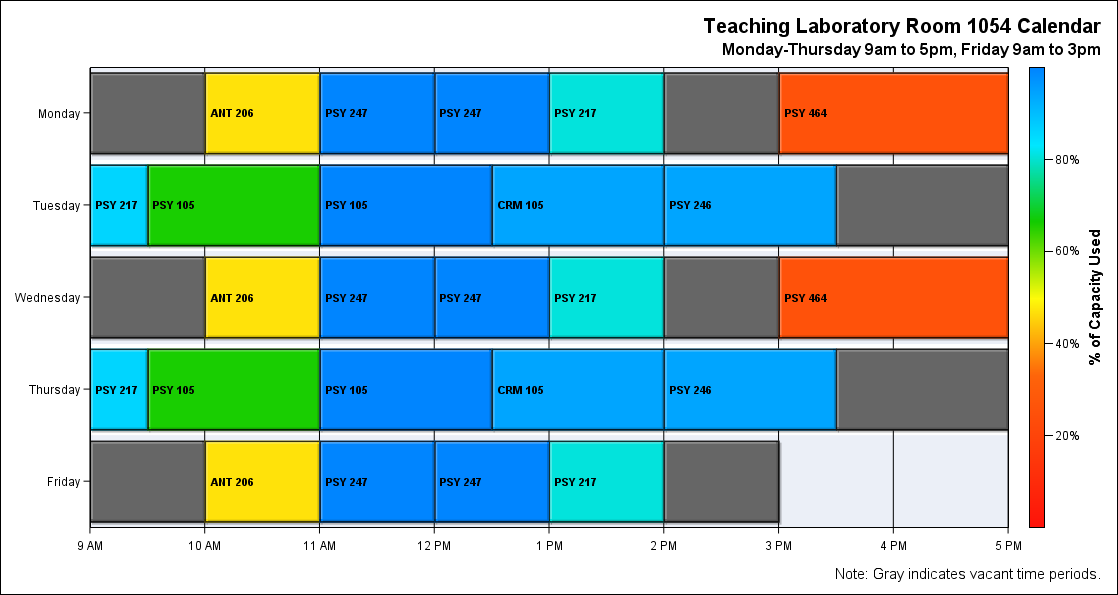 Teaching Laboratory Room 1054 Calendar
Monday-Thursday 9am to 5pm, Friday 9am to 3pm
Monday ANT 206 PSY 247 PSY 247 PSY 217 PSY 464
80%
Tuesday PSY 217 PSY 105 PSY 105 CRM 105 PSY 246
60%
Wednesday ANT 206 PSY 247 PSY 247 PSY 217 PSY 464
% of Capacity Used
40%
Thursday PSY 217 PSY 105 PSY 105 CRM 105 PSY 246
20%
Friday ANT 206 PSY 247 PSY 247 PSY 217
9 AM 10 AM 11 AM 12 PM 1 PM 2 PM 3 PM 4 PM 5 PM
Note: Gray indicates vacant time periods.